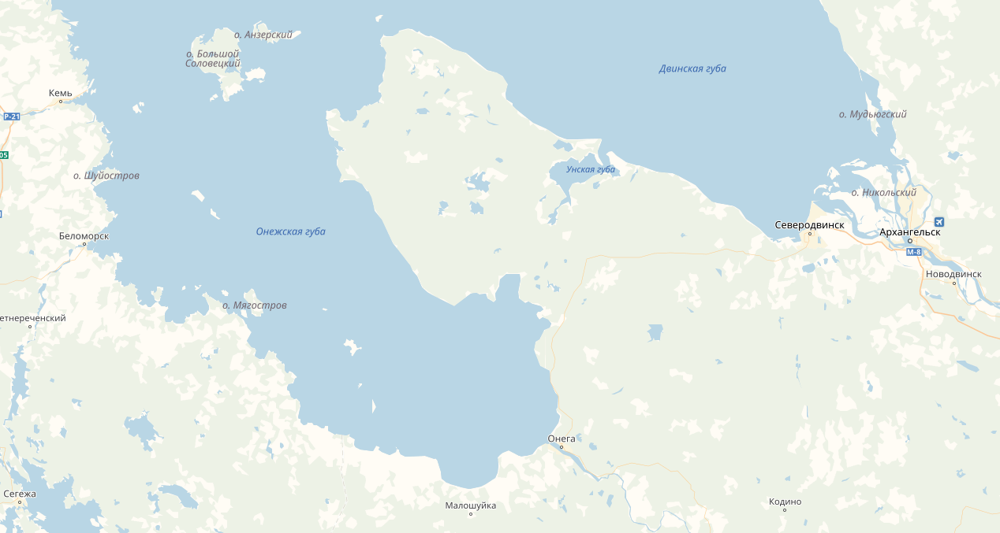 о. Анзерский
о. Большой
Соловецкий
Двинская губа
Кемь
Р-21
о. Мудьюгский
05
о. Шуйостров
Унская губа
о. Никольский
Онежская губа
Северодвинск
Архангельск
Беломорск
М-8
Новодвинск
о. Мягостров
етнереченский
Онега
Сегежа
Малошуйка
Кодино